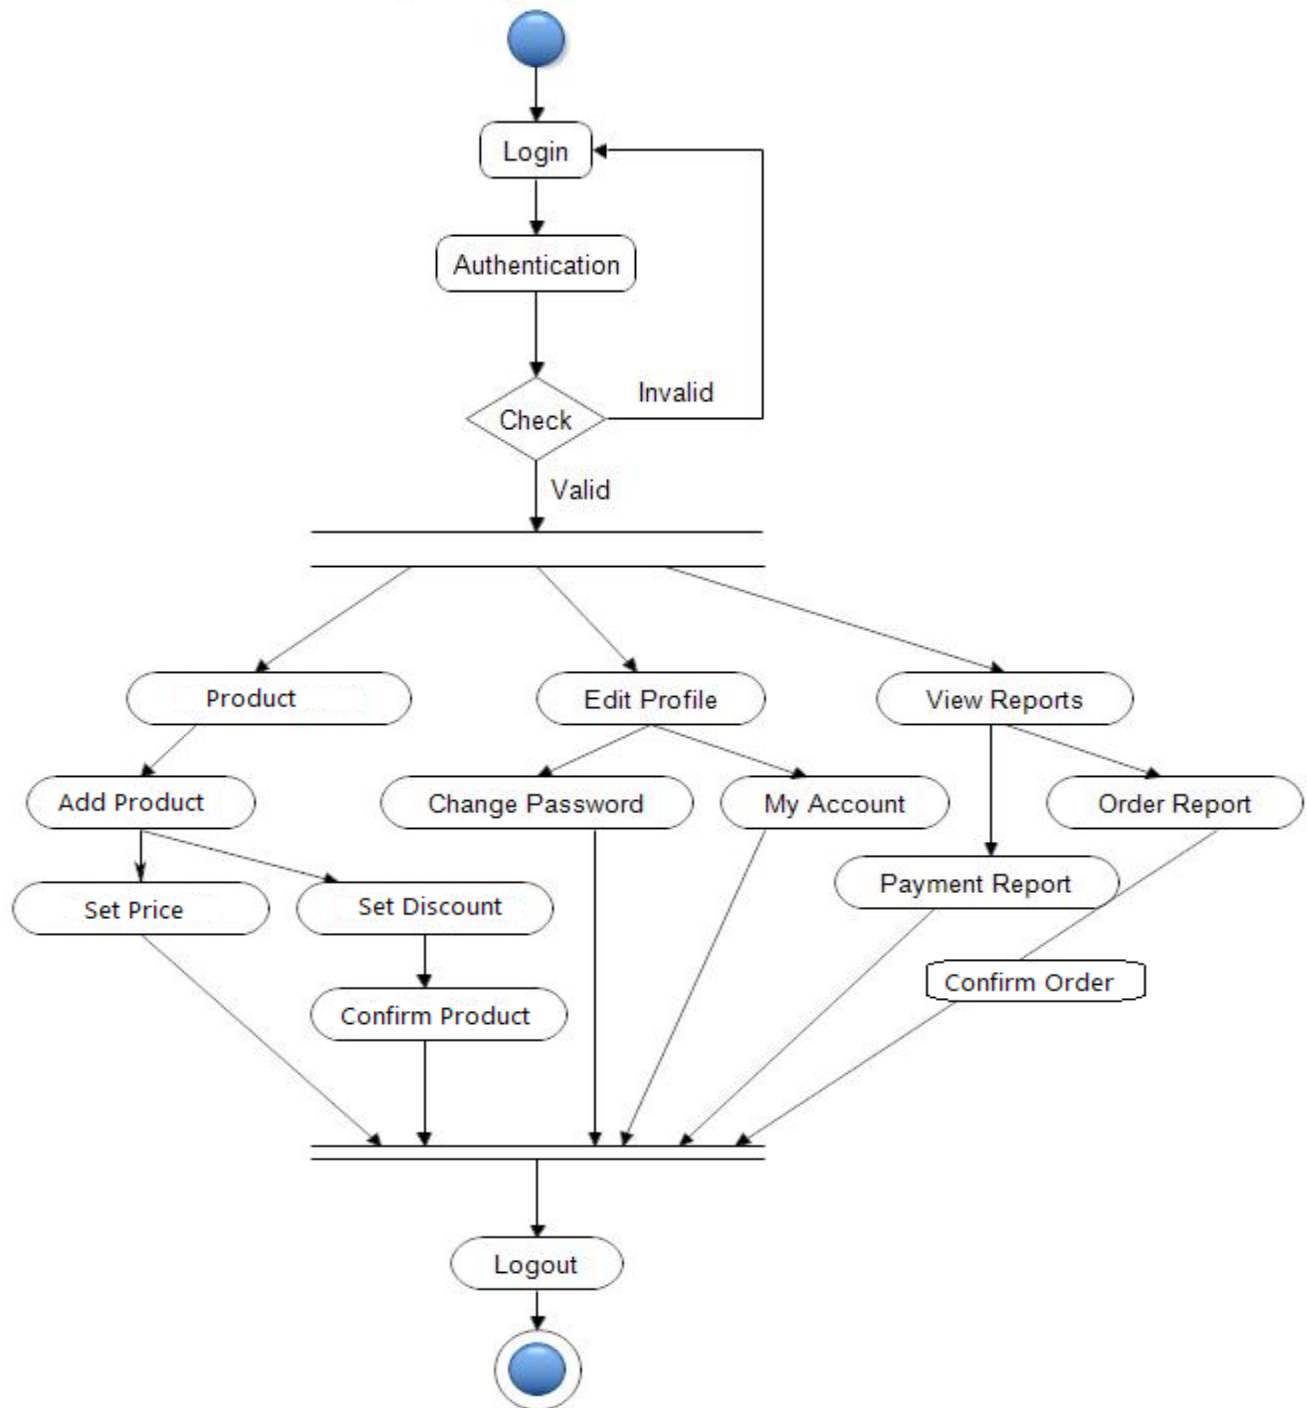 Login
Authentication
Check
Invalid
Valid
Product
Edit Profile
View Reports
Add Product
Change Password
My Account
Order Report
Payment Report
Set Price
Set Discount
Confirm Order
Confirm Product
Logout